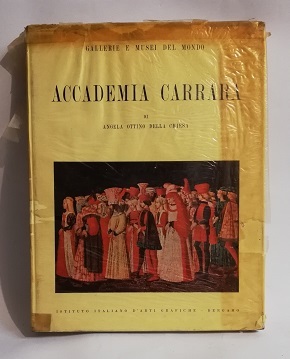 GALLERIE E MUSEI DEL MONDO
ACCADEMIA CARRARA
DI
ANGELA OTTINO DELLA CHIESA
ISTITUTO ITALIANO D'ARTI GRAFICHE - BERGAMO